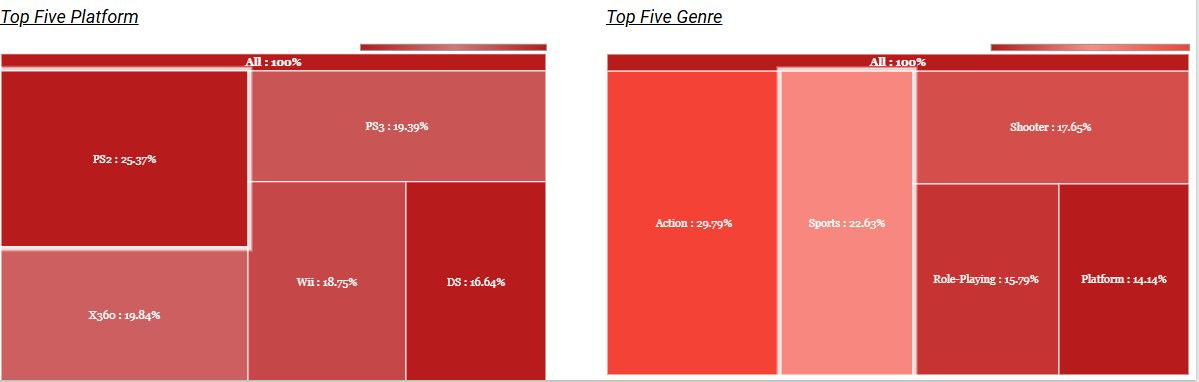 Top Five Platform
All : 100%
PS2 : 25.37%
PS3 : 19.39%
X360 : 19.84%
Wii : 18.75%
DS : 16.64%
Top Five Genre
All : 100%
Action : 29.79%
Sports : 22.63%
Shooter : 17.65%
Role-Playing : 15.79%
Platform : 14.14%